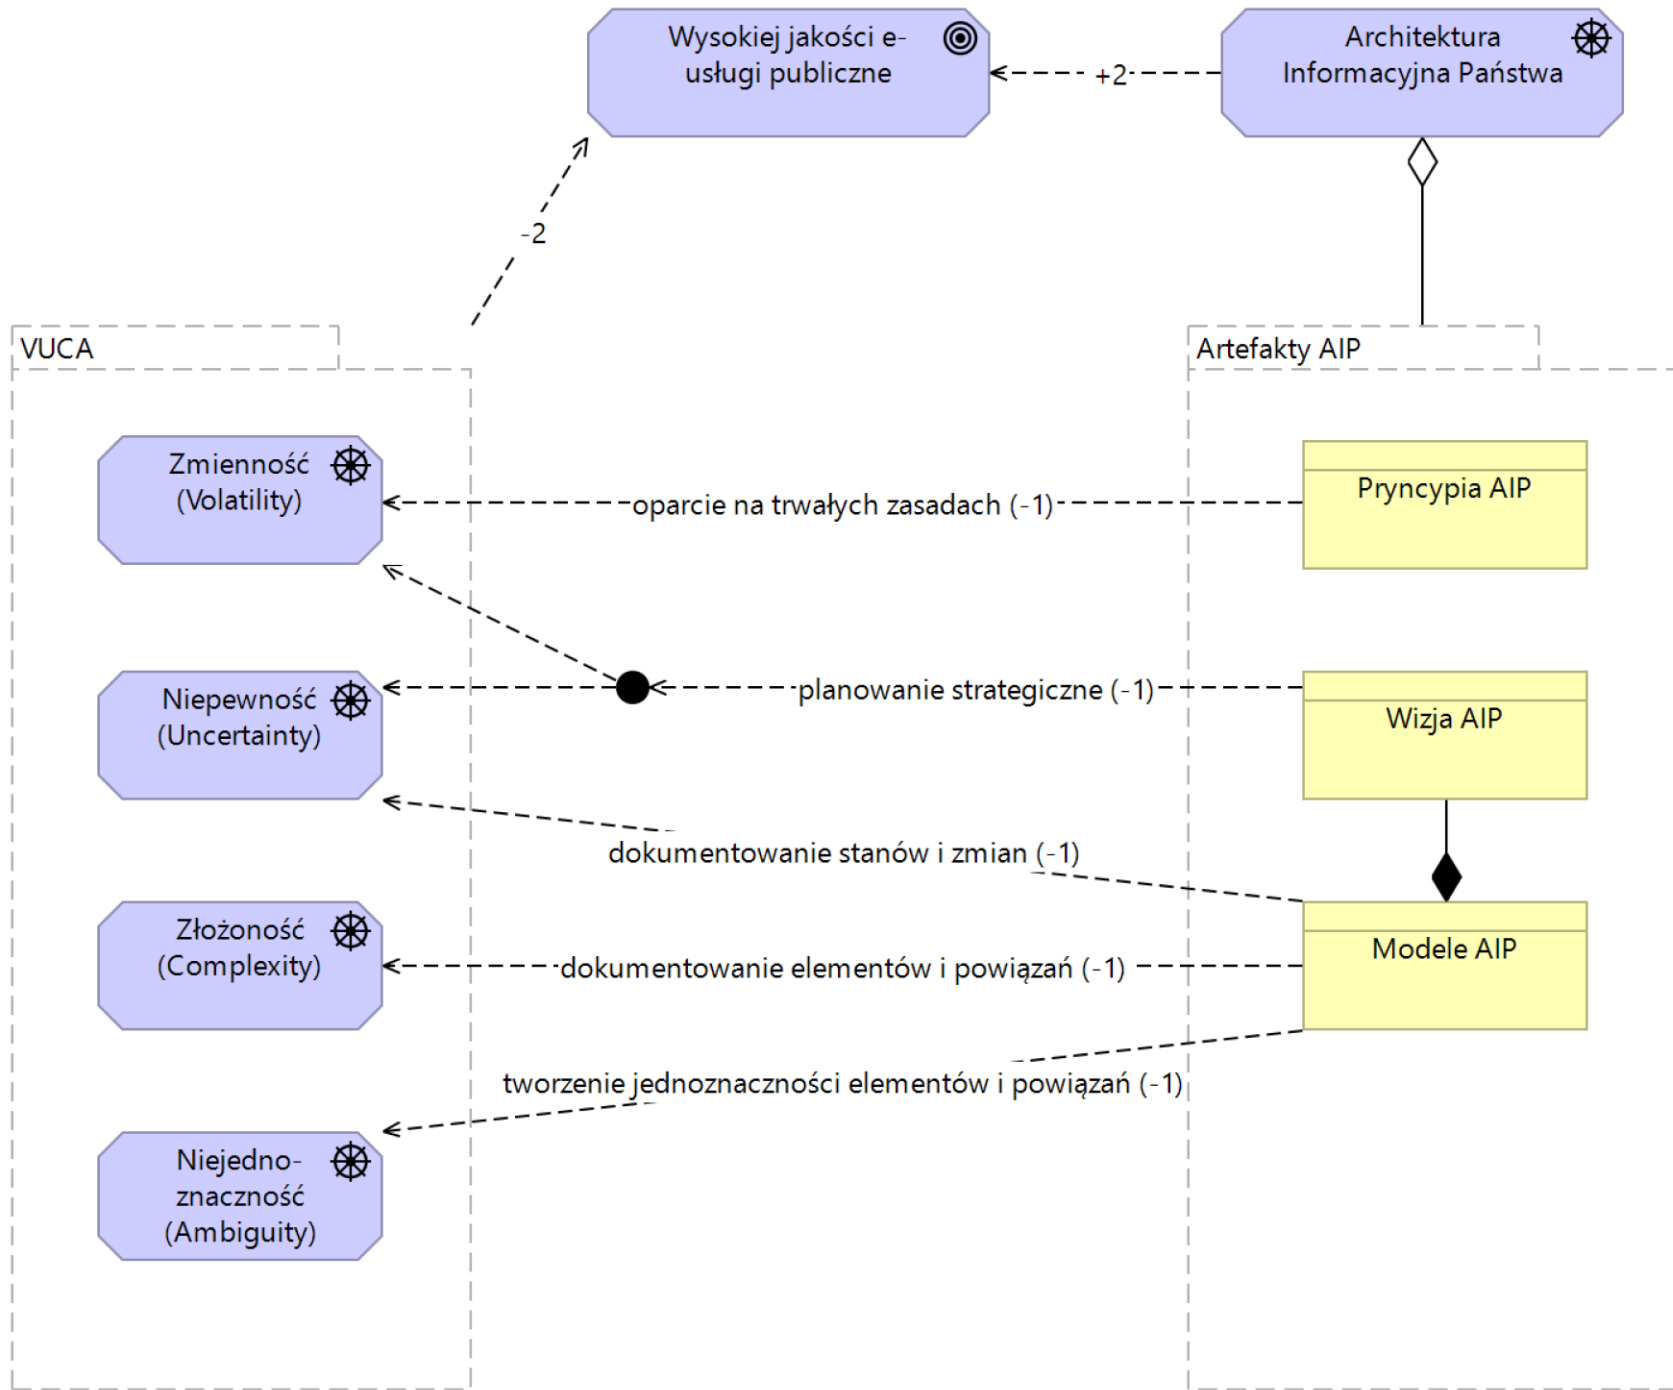 Wysokiej jakości e-
usługi publiczne
+2
Architektura
Informacyjna Państwa
-2
VUCA
Artefakty AIP
Zmienność
(Volatility)
oparcie na trwałych zasadach (-1)
Pryncypia AIP
Niepewność
(Uncertainty)
planowanie strategiczne (-1)
Wizja AIP
dokumentowanie stanów i zmian (-1)
Złożoność
(Complexity)
dokumentowanie elementów i powiązań (-1)
Modele AIP
tworzenie jednoznaczności elementów i powiązań (-1)
Niejedno-
znaczność
(Ambiguity)